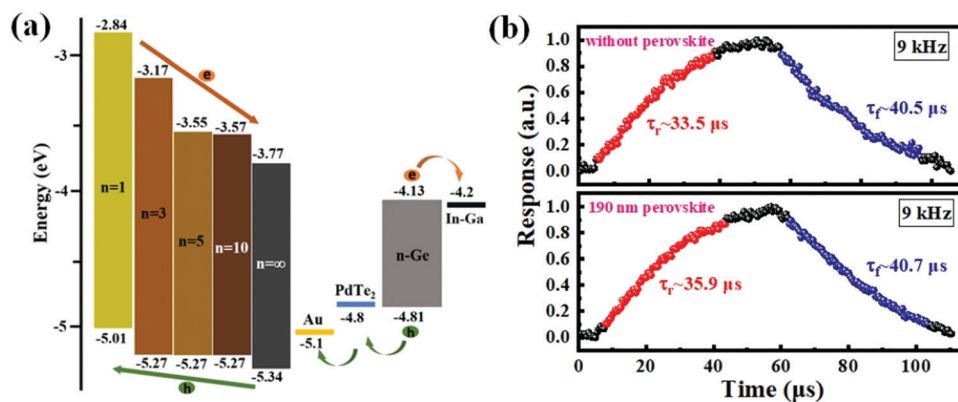 (a)
Energy (eV)
-3
-4
-5
-2.84
-3.17
-3.55
-3.57
-3.77
e
n=1
n=3
n=5
n=10
n=∞
-5.01
-5.27
-5.27
-5.27
-5.34
h
Au
-5.1
PdTe₂
-4.8
e
-4.13
-4.2
In-Ga
n-Ge
-4.81
h
(b)
Response (a.u.)
without perovskite
9 kHz
1.0
0.8
0.6
0.4
0.2
0.0
τr~33.5 μs
τf~40.5 μs
190 nm perovskite
9 kHz
1.0
0.8
0.6
0.4
0.2
0.0
τr~35.9 μs
τf~40.7 μs
0 20 40 60 80 100
Time (μs)